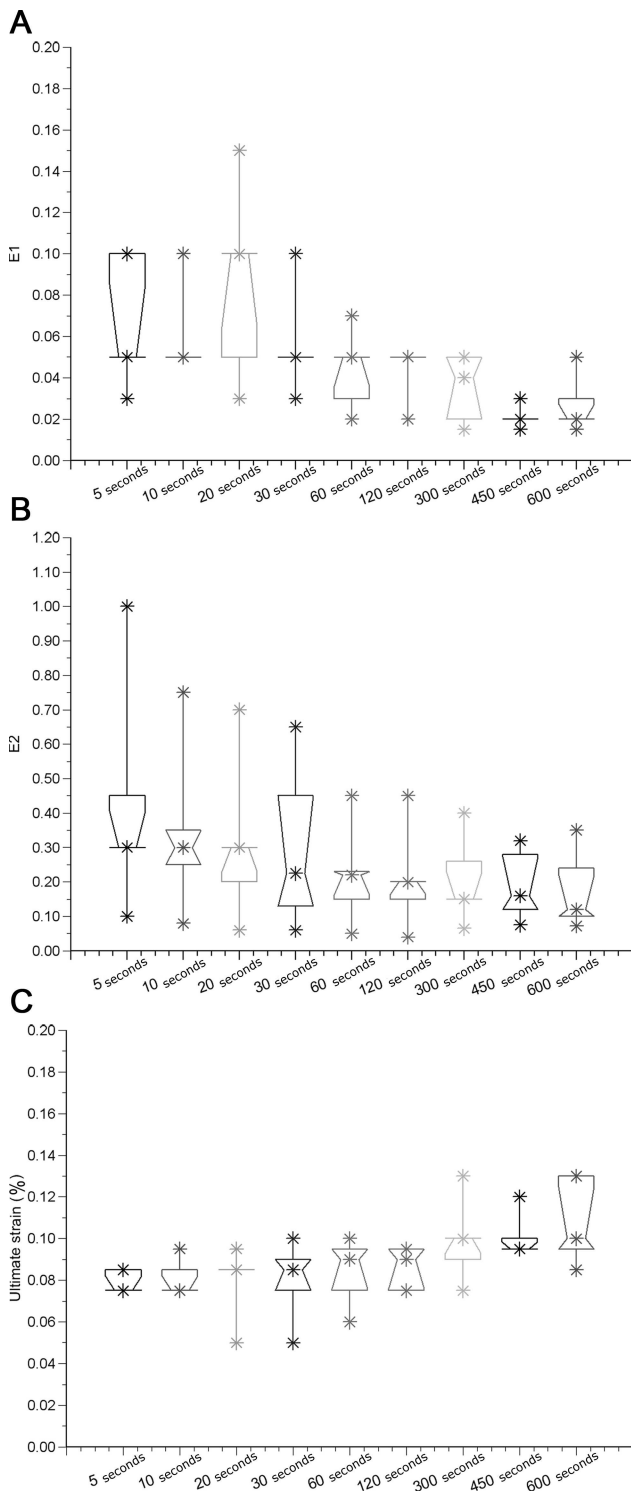 A
0.20
0.18
0.16
0.14
0.12
0.10
0.08
0.06
0.04
0.02
0.00
E1
5 seconds
10 seconds
20 seconds
30 seconds
60 seconds
120 seconds
300 seconds
450 seconds
600 seconds
B
1.20
1.10
1.00
0.90
0.80
0.70
0.60
0.50
0.40
0.30
0.20
0.10
0.00
E2
5 seconds
10 seconds
20 seconds
30 seconds
60 seconds
120 seconds
300 seconds
450 seconds
600 seconds
C
0.20
0.18
0.16
0.14
0.12
0.10
0.08
0.06
0.04
0.02
0.00
Ultimate strain (%)
5 seconds
10 seconds
20 seconds
30 seconds
60 seconds
120 seconds
300 seconds
450 seconds
600 seconds